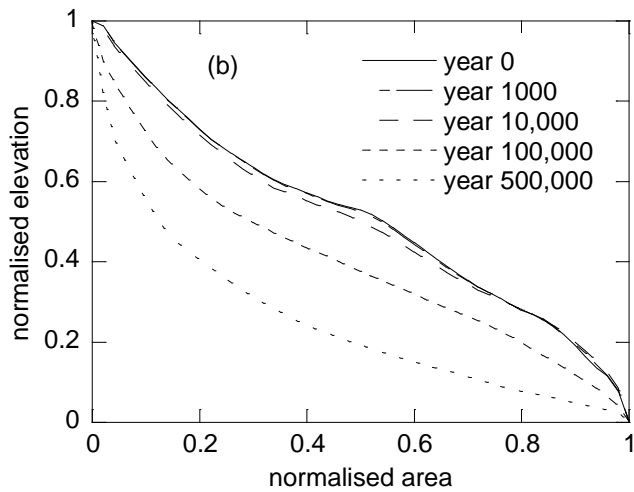 1
0.8
0.6
0.4
0.2
0
normalised elevation
(b)
year 0
year 1000
year 10,000
year 100,000
year 500,000
0 0.2 0.4 0.6 0.8 1
normalised area